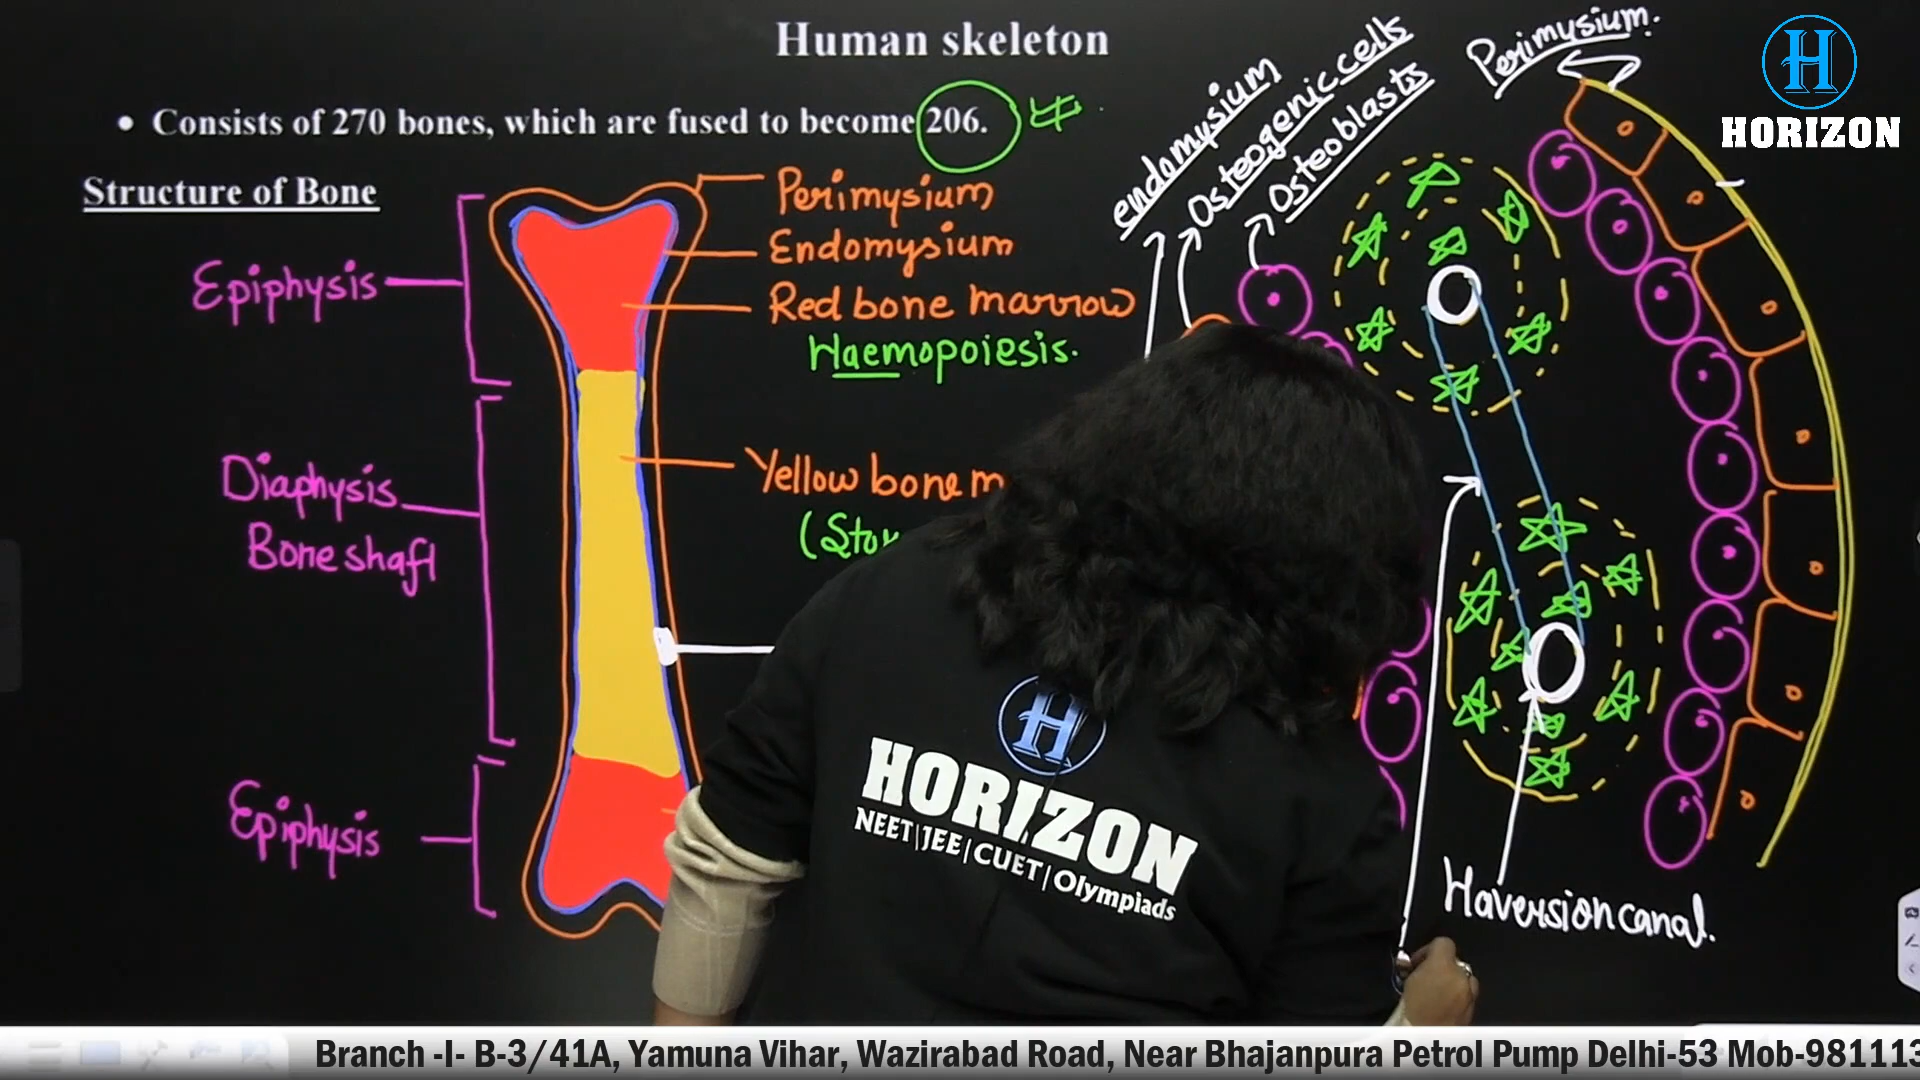 Human skeleton
• Consists of 270 bones, which are fused to become 206.
Structure of Bone
Epiphysis
Diaphysis
Bone shaft
Epiphysis
Perimysium
Endomysium
Red bone marrow
Haemopoiesis.
Yellow bone m
(Sto
endomysium
Osteogenic cells
Osteoblasts
Perimysium.
Haversion canal.
H
HORIZON
H
HORIZON
NEET|JEE|CUET|Olympiads
Branch -I- B-3/41A, Yamuna Vihar, Wazirabad Road, Near Bhajanpura Petrol Pump Delhi-53 Mob-981113